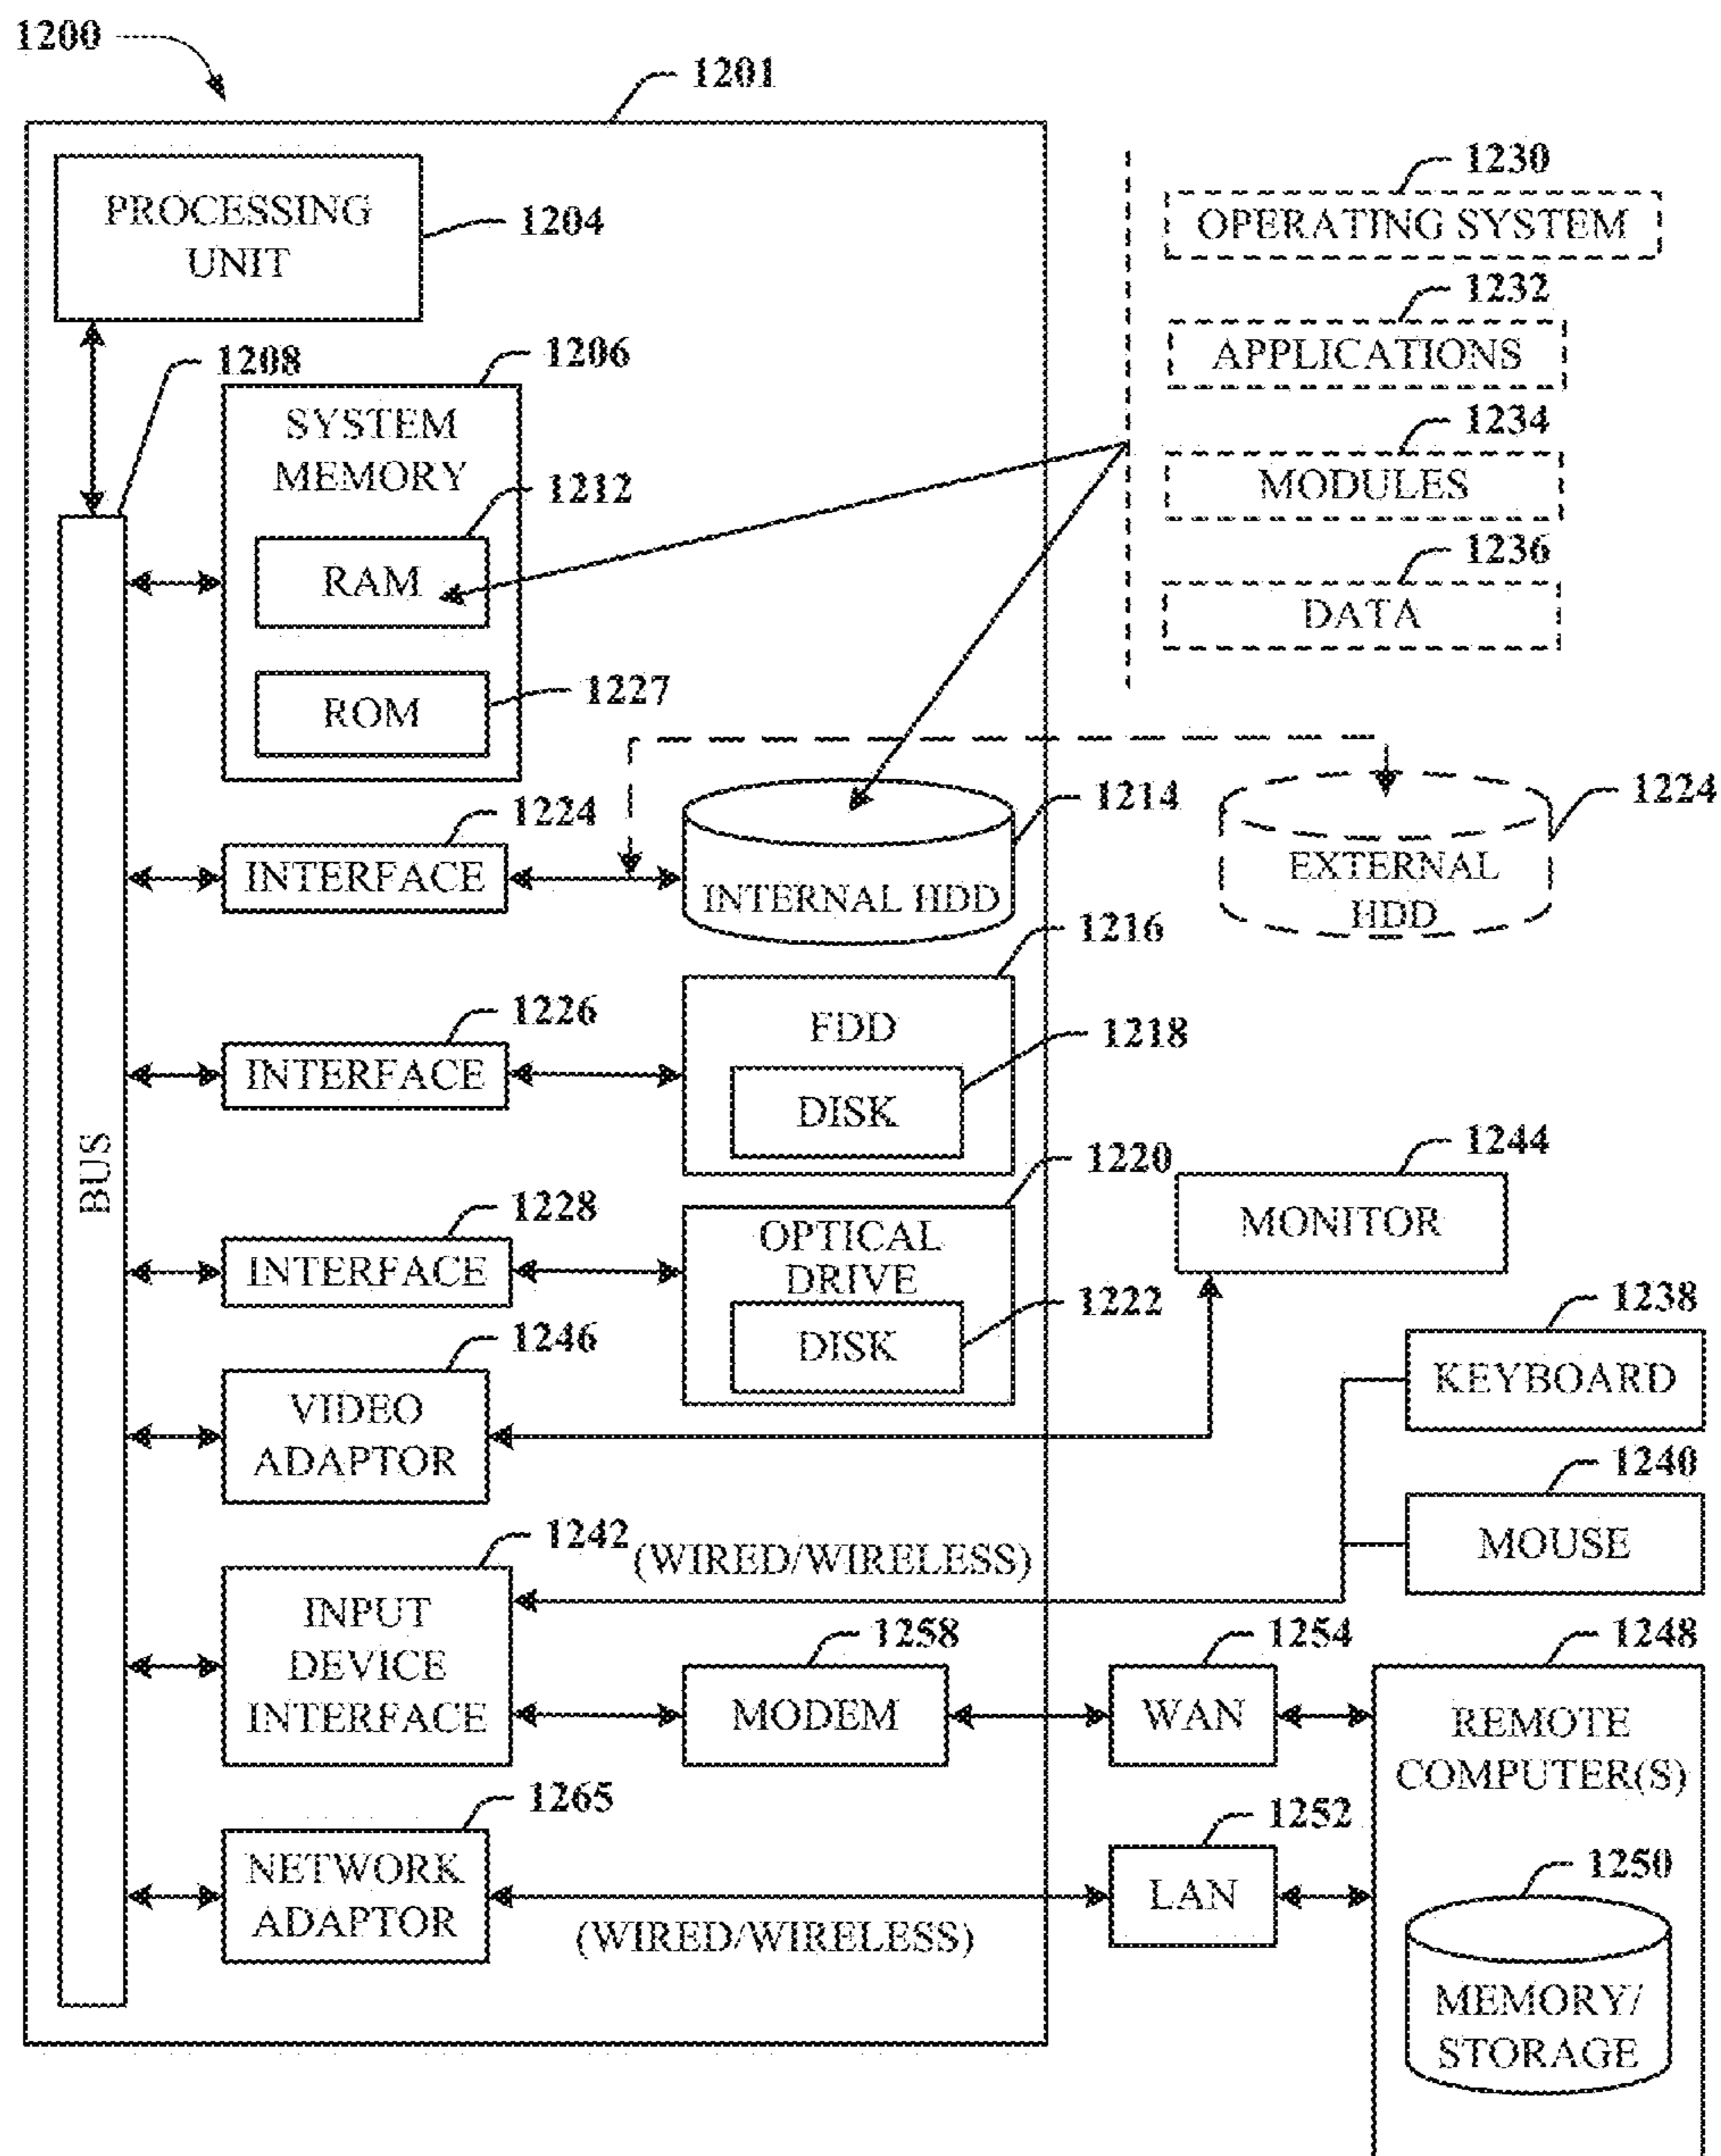 1200
1201
PROCESSING
UNIT
1204
1230
OPERATING SYSTEM
1232
APPLICATIONS
1234
MODULES
1236
DATA
1208
1206
SYSTEM
MEMORY
1212
RAM
1227
ROM
1224
INTERFACE
1214
INTERNAL HDD
1224
EXTERNAL
HDD
1216
FDD
1226
INTERFACE
1218
DISK
BUS
1220
OPTICAL
DRIVE
1228
INTERFACE
1222
DISK
1244
MONITOR
1238
KEYBOARD
1246
VIDEO
ADAPTOR
1240
MOUSE
1242
(WIRED/WIRELESS)
INPUT
DEVICE
INTERFACE
1258
MODEM
1254
WAN
1248
REMOTE
COMPUTER(S)
1265
NETWORK
ADAPTOR
(WIRED/WIRELESS)
1252
LAN
1250
MEMORY/
STORAGE